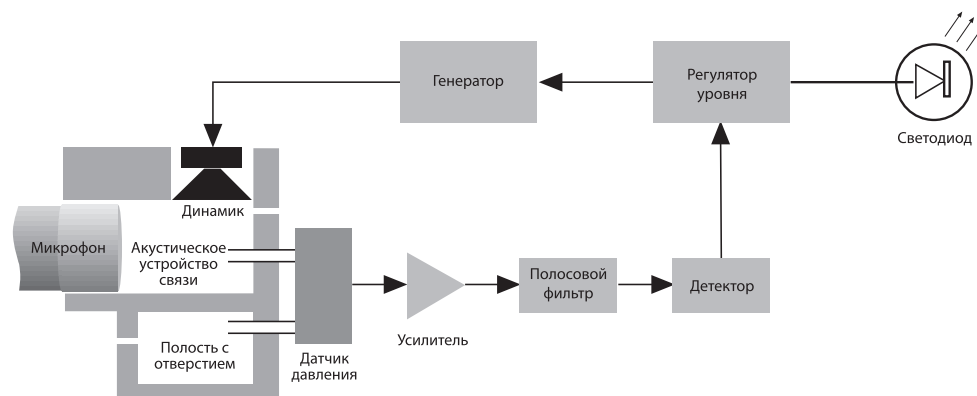 Генератор
Регулятор
уровня
Светодиод
Динамик
Микрофон
Акустическое
устройство
связи
Полосовой
фильтр
Детектор
Усилитель
Полость с
отверстием
Датчик
давления